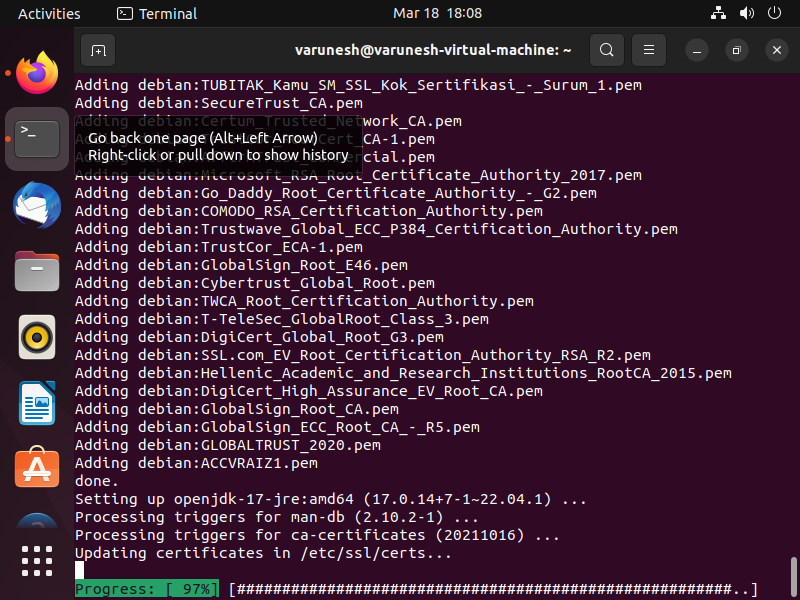 Activities
Terminal
Mar 18 18:08
varunesh@varunesh-virtual-machine: ~
Adding debian:TUBITAK_Kamu_SM_SSL_Kok_Sertifikasi_-_Surum_1.pem
Adding debian:SecureTrust_CA.pem
Adding debian:Certum_Trusted_Network_CA.pem
CA-1.pem
Go back one page (Alt+Left Arrow)
Right-click or pull down to show history
rcial.pem
Adding debian:Microsoft_RSA_Root_Certificate_Authority_2017.pem
Adding debian:Go_Daddy_Root_Certificate_Authority_-_G2.pem
Adding debian:COMODO_RSA_Certification_Authority.pem
Adding debian:Trustwave_Global_ECC_P384_Certification_Authority.pem
Adding debian:TrustCor_ECA-1.pem
Adding debian:GlobalSign_Root_E46.pem
Adding debian:Cybertrust_Global_Root.pem
Adding debian:TWCA_Root_Certification_Authority.pem
Adding debian:T-TeleSec_GlobalRoot_Class_3.pem
Adding debian:DigiCert_Global_Root_G3.pem
Adding debian:SSL.com_EV_Root_Certification_Authority_RSA_R2.pem
Adding debian:Hellenic_Academic_and_Research_Institutions_RootCA_2015.pem
Adding debian:DigiCert_High_Assurance_EV_Root_CA.pem
Adding debian:GlobalSign_Root_CA.pem
Adding debian:GlobalSign_ECC_Root_CA_-_R5.pem
Adding debian:GLOBALTRUST_2020.pem
Adding debian:ACCVRAIZ1.pem
done.
Setting up openjdk-17-jre:amd64 (17.0.14+7-1~22.04.1) ...
Processing triggers for man-db (2.10.2-1) ...
Processing triggers for ca-certificates (20211016) ...
Updating certificates in /etc/ssl/certs...
Progress: [ 97%] [#######################################################..]